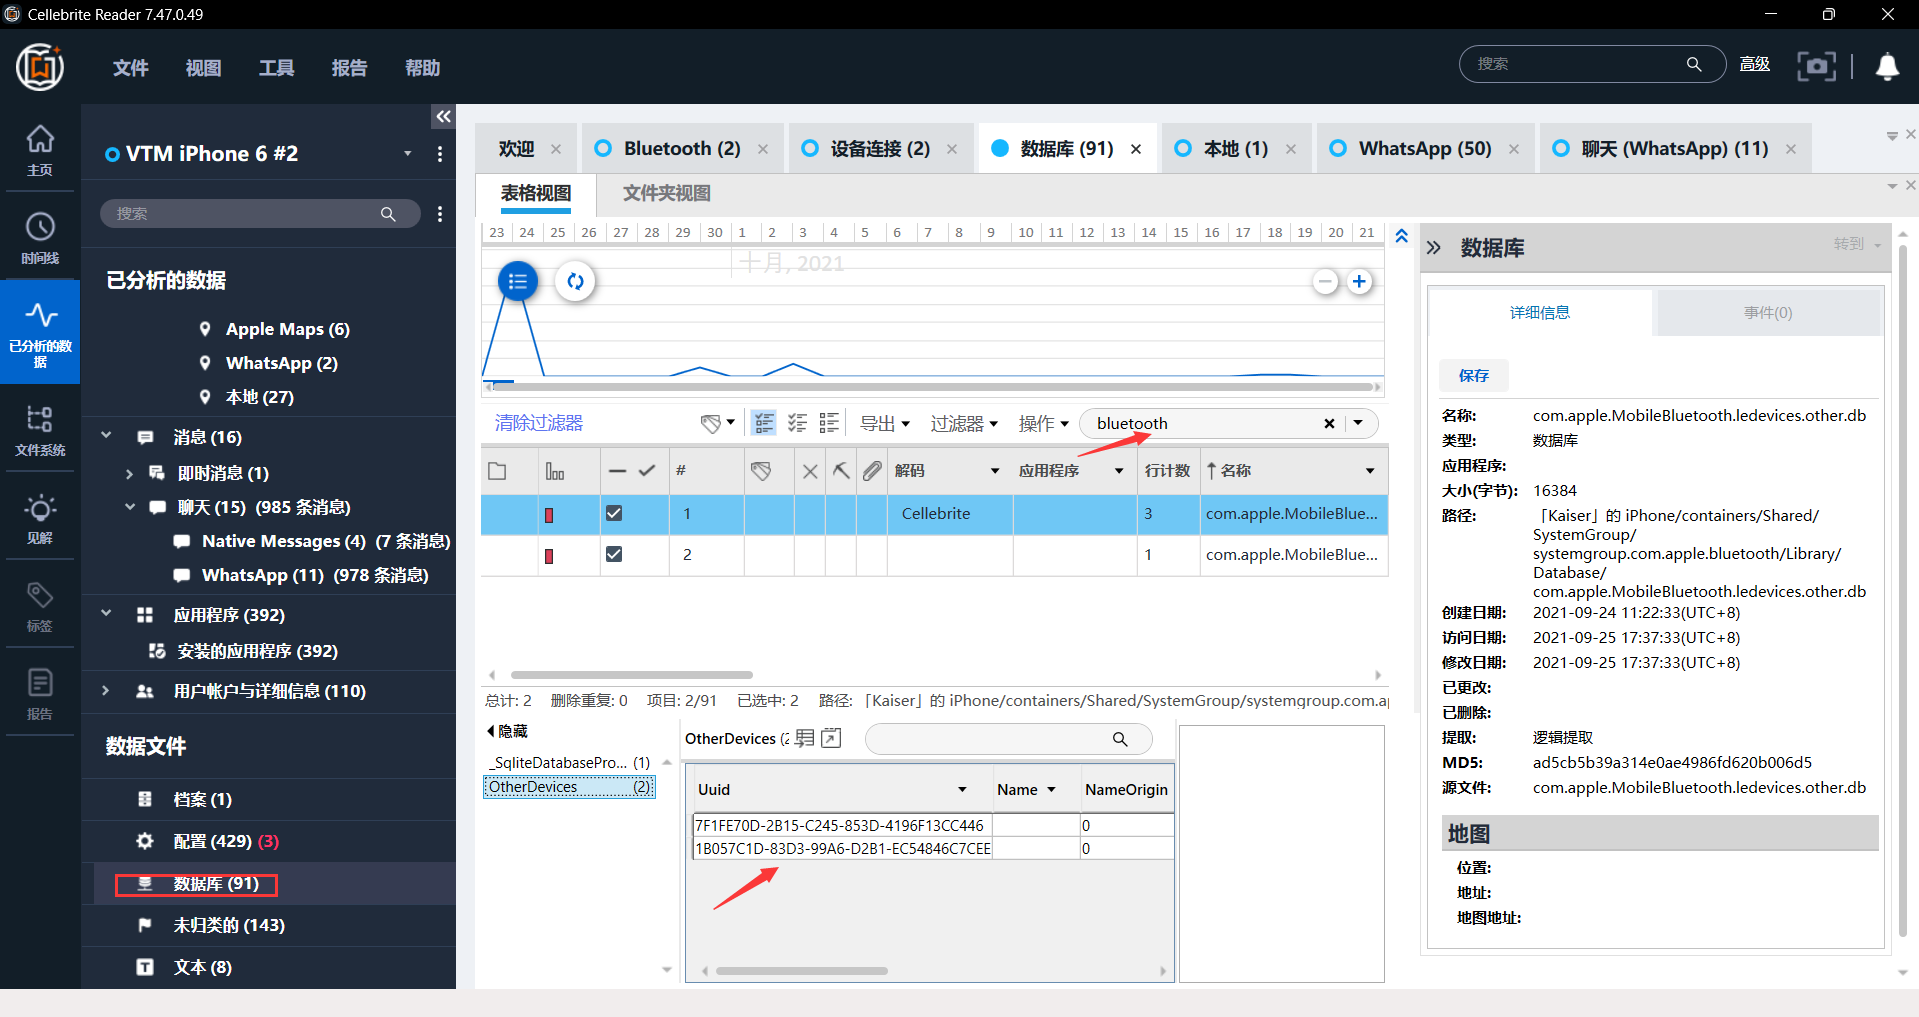 Cellebrite Reader 7.47.0.49
文件 视图 工具 报告 帮助
搜索 高级
主页
时间线
已分析的数据
文件系统
见解
标签
报告
VTM iPhone 6 #2
搜索
已分析的数据
Apple Maps (6)
WhatsApp (2)
本地 (27)
消息 (16)
即时消息 (1)
聊天 (15) (985 条消息)
Native Messages (4) (7 条消息)
WhatsApp (11) (978 条消息)
应用程序 (392)
安装的应用程序 (392)
用户帐户与详细信息 (110)
数据文件
档案 (1)
配置 (429) (3)
数据库 (91)
未归类的 (143)
文本 (8)
欢迎 Bluetooth (2) 设备连接 (2) 数据库 (91) 本地 (1) WhatsApp (50) 聊天 (WhatsApp) (11)
表格视图 文件夹视图
23 24 25 26 27 28 29 30 1 2 3 4 5 6 7 8 9 10 11 12 13 14 15 16 17 18 19 20 21
十月, 2021
清除过滤器 导出 过滤器 操作 bluetooth
# 解码 应用程序 行计数 名称
1 Cellebrite 3 com.apple.MobileBlue...
2 1 com.apple.MobileBlue...
总计: 2 删除重复: 0 项目: 2/91 已选中: 2 路径: 「Kaiser」的 iPhone/containers/Shared/SystemGroup/systemgroup.com.a
隐藏
_SqliteDatabasePro... (1)
OtherDevices (2)
OtherDevices (2
Uuid Name NameOrigin
7F1FE70D-2B15-C245-853D-4196F13CC446 0
1B057C1D-83D3-99A6-D2B1-EC54846C7CEE 0
数据库 转到
详细信息 事件(0)
保存
名称: com.apple.MobileBluetooth.ledevices.other.db
类型: 数据库
应用程序:
大小(字节): 16384
路径: 「Kaiser」的 iPhone/containers/Shared/
SystemGroup/
systemgroup.com.apple.bluetooth/Library/
Database/
com.apple.MobileBluetooth.ledevices.other.db
创建日期: 2021-09-24 11:22:33(UTC+8)
访问日期: 2021-09-25 17:37:33(UTC+8)
修改日期: 2021-09-25 17:37:33(UTC+8)
已更改:
已删除:
提取: 逻辑提取
MD5: ad5cb5b39a314e0ae4986fd620b006d5
源文件: com.apple.MobileBluetooth.ledevices.other.db
地图
位置:
地址:
地图地址: